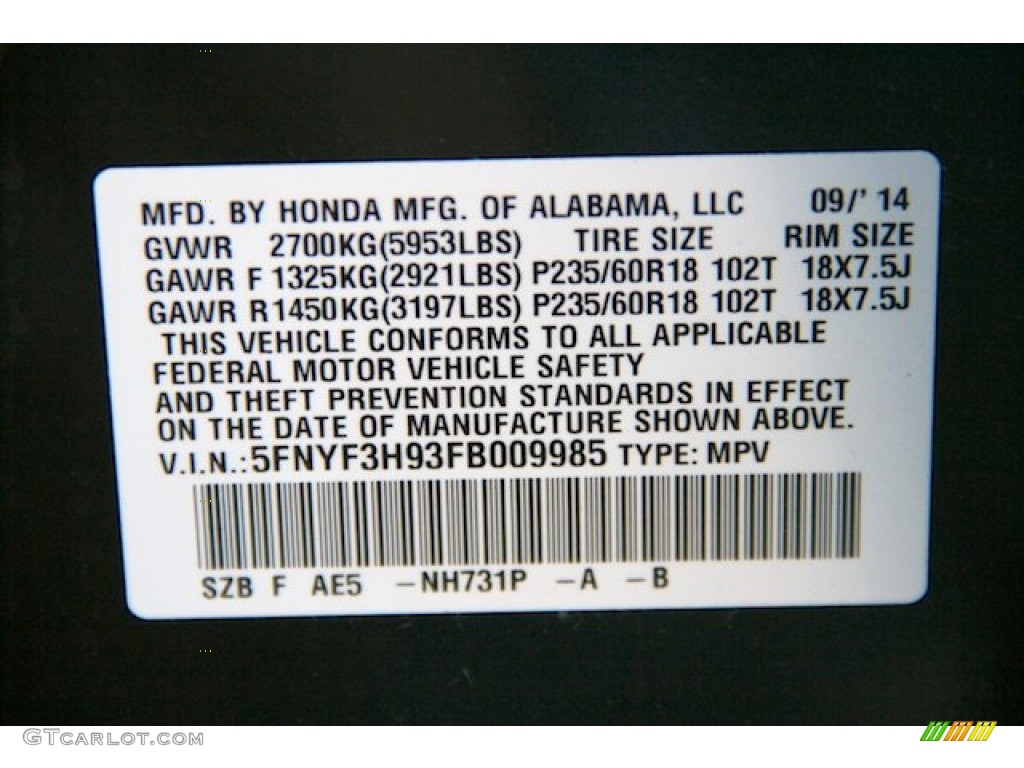 MFD. BY HONDA MFG. OF ALABAMA, LLC 09/' 14
GVWR 2700KG(5953LBS) TIRE SIZE RIM SIZE
GAWR F 1325KG(2921LBS) P235/60R18 102T 18X7.5J
GAWR R1450KG(3197LBS) P235/60R18 102T 18X7.5J
THIS VEHICLE CONFORMS TO ALL APPLICABLE
FEDERAL MOTOR VEHICLE SAFETY
AND THEFT PREVENTION STANDARDS IN EFFECT
ON THE DATE OF MANUFACTURE SHOWN ABOVE.
V.I.N.:5FNYF3H93FB009985 TYPE: MPV
SZB F AE5 -NH731P -A -B
GTCARLOT.COM